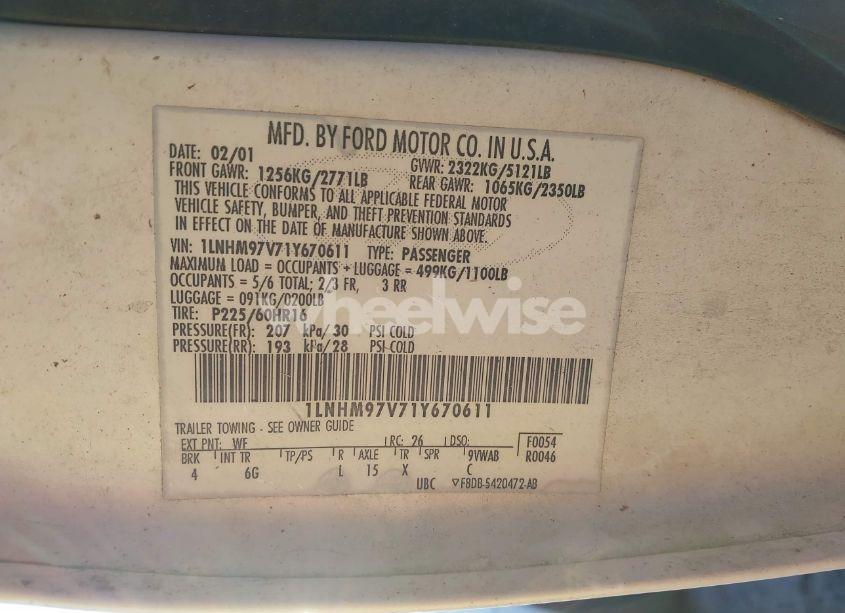 MFD. BY FORD MOTOR CO. IN U.S.A.
DATE: 02/01 GVWR: 2322KG/5121LB
FRONT GAWR: 1256KG/2771LB REAR GAWR: 1065KG/2350LB
THIS VEHICLE CONFORMS TO ALL APPLICABLE FEDERAL MOTOR
VEHICLE SAFETY, BUMPER, AND THEFT PREVENTION STANDARDS
IN EFFECT ON THE DATE OF MANUFACTURE SHOWN ABOVE.
VIN: 1LNHM97V71Y670611 TYPE: PASSENGER
MAXIMUM LOAD = OCCUPANTS + LUGGAGE = 499KG/1100LB
OCCUPANTS = 5/6 TOTAL; 2/3 FR, 3 RR
LUGGAGE = 091KG/0200LB
TIRE: P225/60HR16
PRESSURE(FR): 207 kPa/30 PSI COLD
PRESSURE(RR): 193 kPa/28 PSI COLD
wheelwise
1LNHM97V71Y670611
TRAILER TOWING - SEE OWNER GUIDE
EXT PNT: WF RC: 26 DSO: F0054
BRK INT TR TP/PS R AXLE TR SPR 9VWAB R0046
4 6G L 15 X C
UBC ▽F8DB-5420472-AB